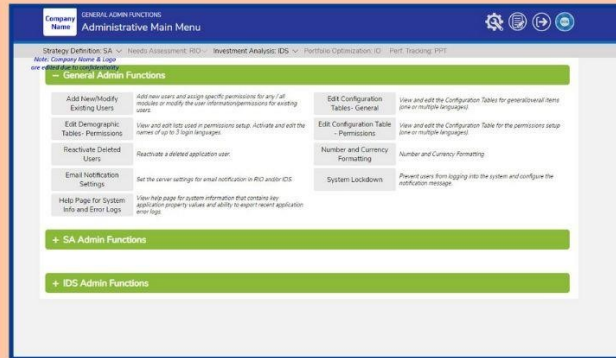 Company
Name
GENERAL ADMIN FUNCTIONS
Administrative Main Menu
Strategy Definition: SA Needs Assessment: RIO Investment Analysis: IDS Portfolio Optimization: IO Perf. Tracking: PPT
Note: Company Name & Logo
are edited due to confidentiality
– General Admin Functions
Add New/Modify
Existing Users
Add new users and assign specific permissions for any / all
modules or modify the user information/permissions for existing
users.
Edit Configuration
Tables- General
View and edit the Configuration Tables for general/overall items
(one or multiple languages)
Edit Demographic
Tables- Permissions
View and edit lists used in permissions setup. Activate and edit the
names of up to 3 login languages.
Edit Configuration Table
- Permissions
View and edit the Configuration Table for the permissions setup
(one or multiple languages)
Reactivate Deleted
Users
Reactivate a deleted application user.
Number and Currency
Formatting
Number and Currency Formatting
Email Notification
Settings
Set the server settings for email notification in RIO and/or IDS.
System Lockdown
Prevent users from logging into the system and configure the
notification message.
Help Page for System
Info and Error Logs
View help page for system information that contains key
application property values and ability to export recent application
error logs.
+ SA Admin Functions
+ IDS Admin Functions